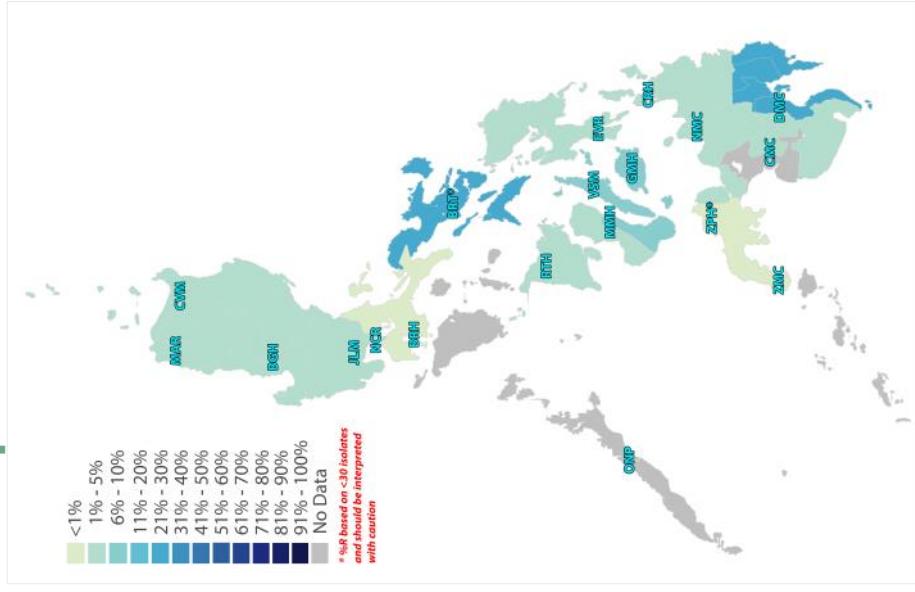 <1%
1% - 5%
6% - 10%
11% - 20%
21% - 30%
31% - 40%
41% - 50%
51% - 60%
61% - 70%
71% - 80%
81% - 90%
91% - 100%
No Data
* %R based on <30 isolates
and should be interpreted
with caution
MAR
CVM
BGH
JLM
NCR
BRH
BRT*
ONP
RTH
MMH
VSM
GMH
EVR
CRH
NMC
ZPH*
ZMC
CMC
DMC